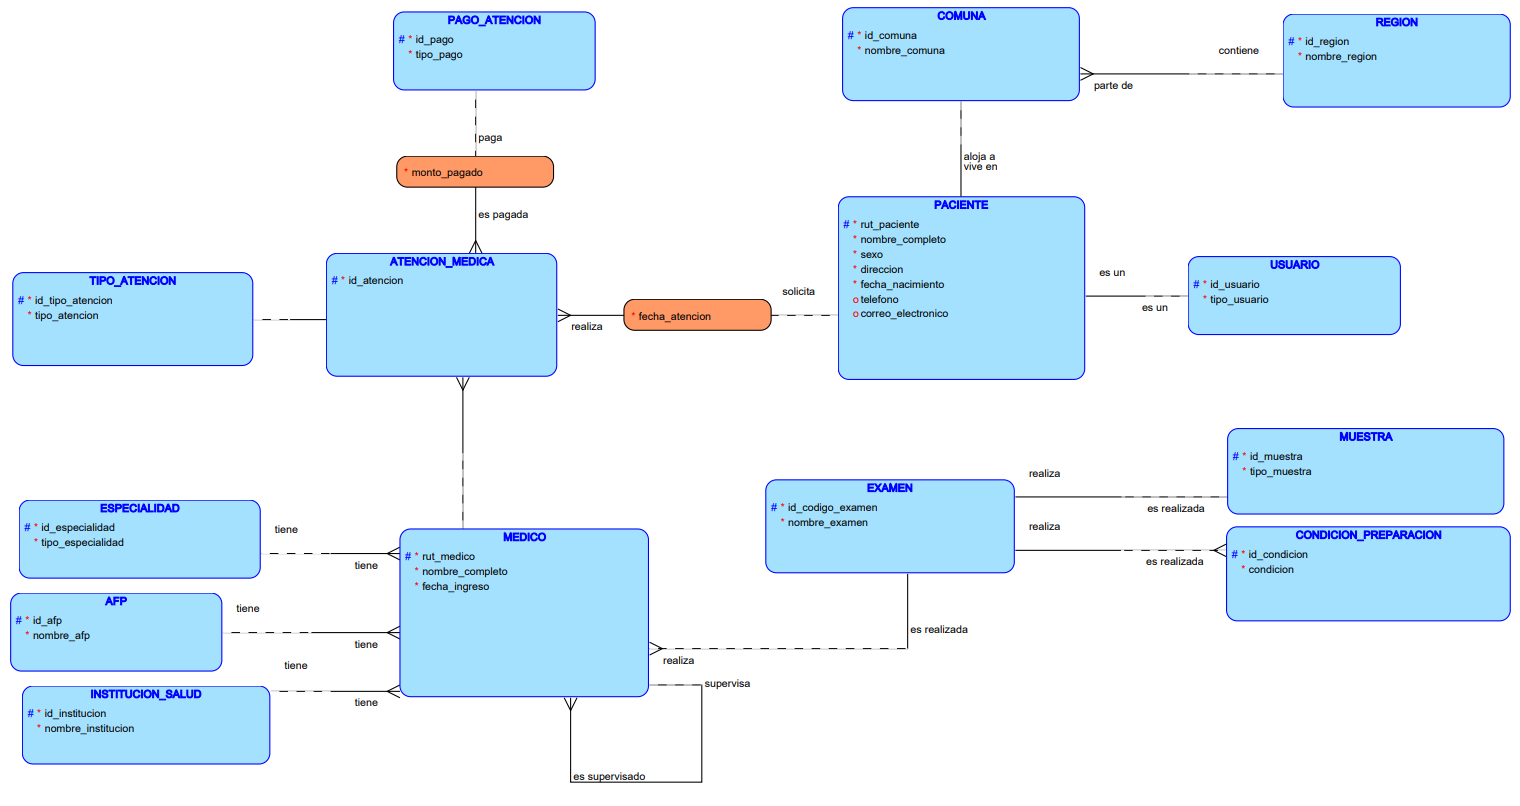 PAGO_ATENCION
# * id_pago
* tipo_pago
paga
* monto_pagado
es pagada
COMUNA
# * id_comuna
* nombre_comuna
contiene
parte de
REGION
# * id_region
* nombre_region
aloja a
vive en
TIPO_ATENCION
# * id_tipo_atencion
* tipo_atencion
ATENCION_MEDICA
# * id_atencion
realiza
* fecha_atencion
solicita
PACIENTE
# * rut_paciente
* nombre_completo
* sexo
* direccion
* fecha_nacimiento
o telefono
o correo_electronico
es un
es un
USUARIO
# * id_usuario
* tipo_usuario
ESPECIALIDAD
# * id_especialidad
* tipo_especialidad
tiene
tiene
AFP
# * id_afp
* nombre_afp
tiene
tiene
INSTITUCION_SALUD
# * id_institucion
* nombre_institucion
tiene
tiene
MEDICO
# * rut_medico
* nombre_completo
* fecha_ingreso
supervisa
es supervisado
realiza
es realizada
EXAMEN
# * id_codigo_examen
* nombre_examen
realiza
es realizada
realiza
es realizada
MUESTRA
# * id_muestra
* tipo_muestra
CONDICION_PREPARACION
# * id_condicion
* condicion